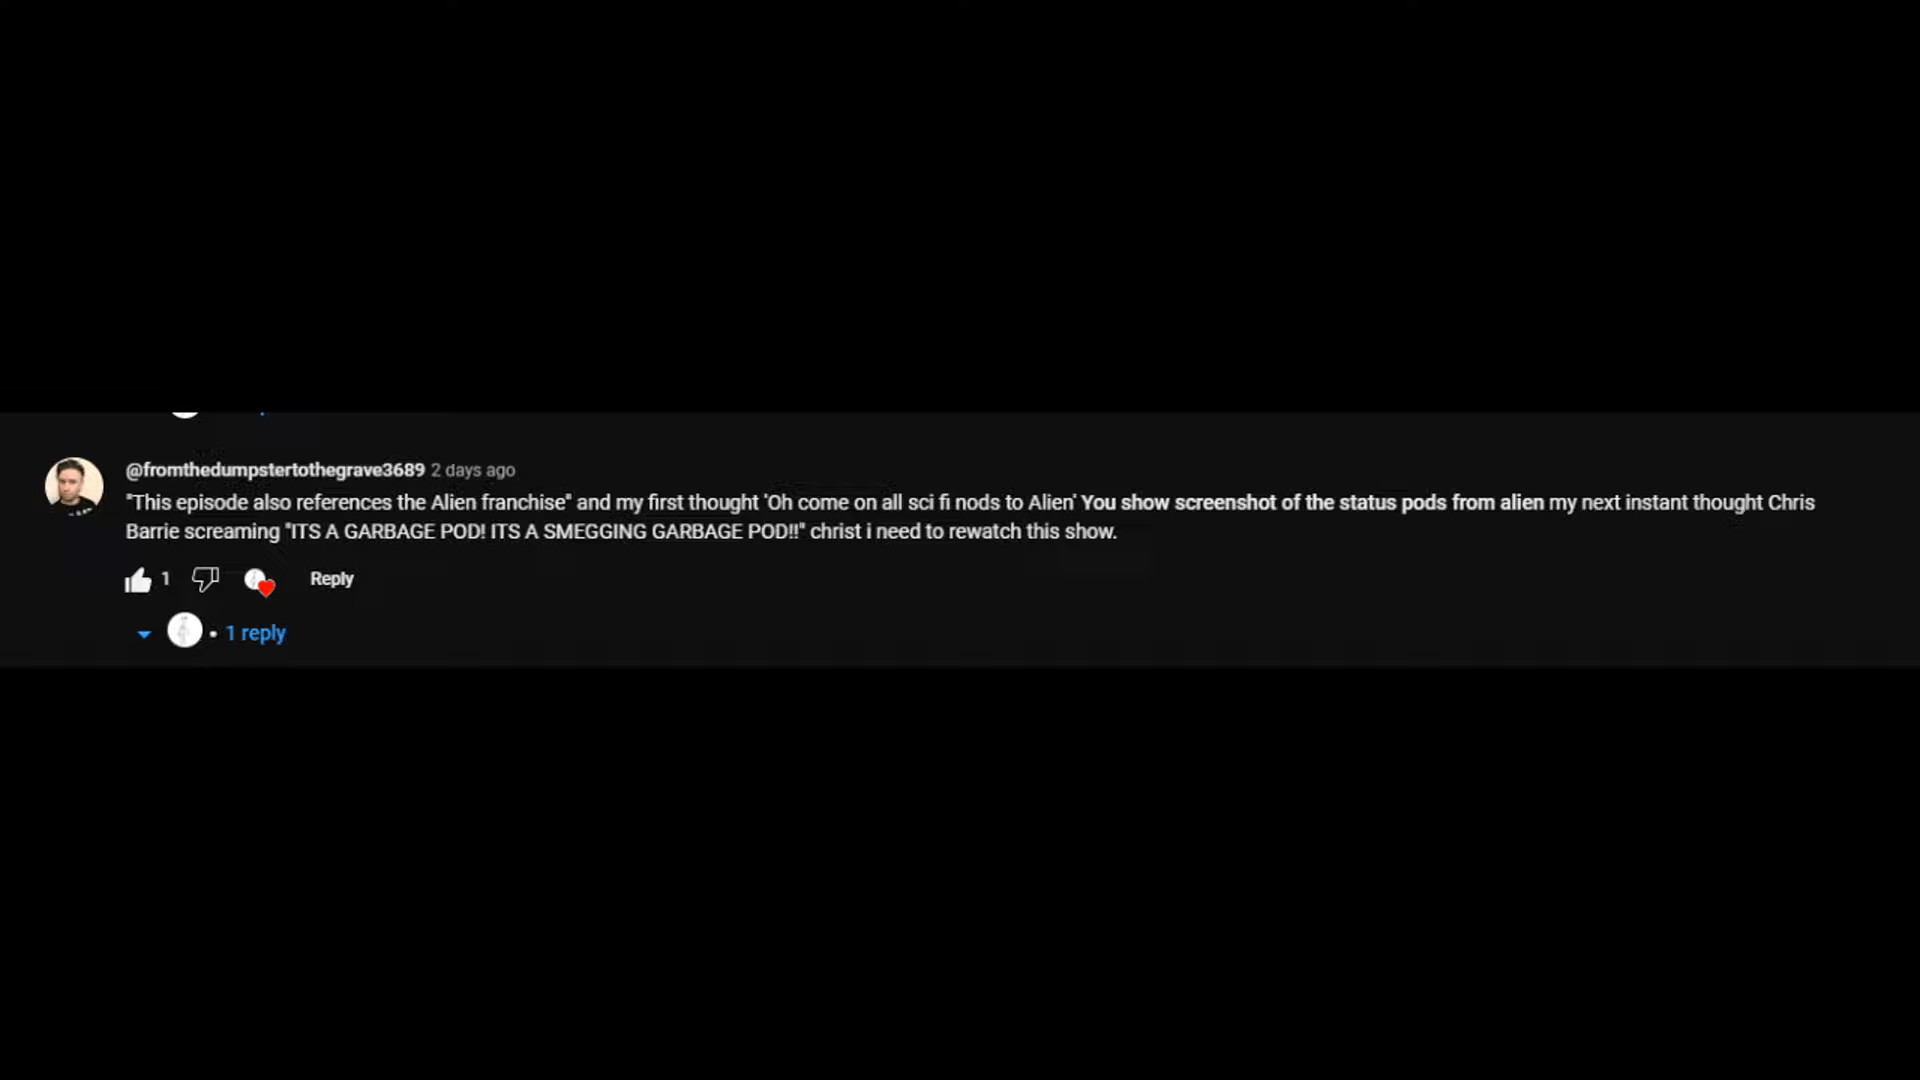 @fromthedumpstertothegrave3689 2 days ago
"This episode also references the Alien franchise" and my first thought 'Oh come on all sci fi nods to Alien' You show screenshot of the status pods from alien my next instant thought Chris
Barrie screaming "ITS A GARBAGE POD! ITS A SMEGGING GARBAGE POD!!" christ i need to rewatch this show.
1 Reply
• 1 reply